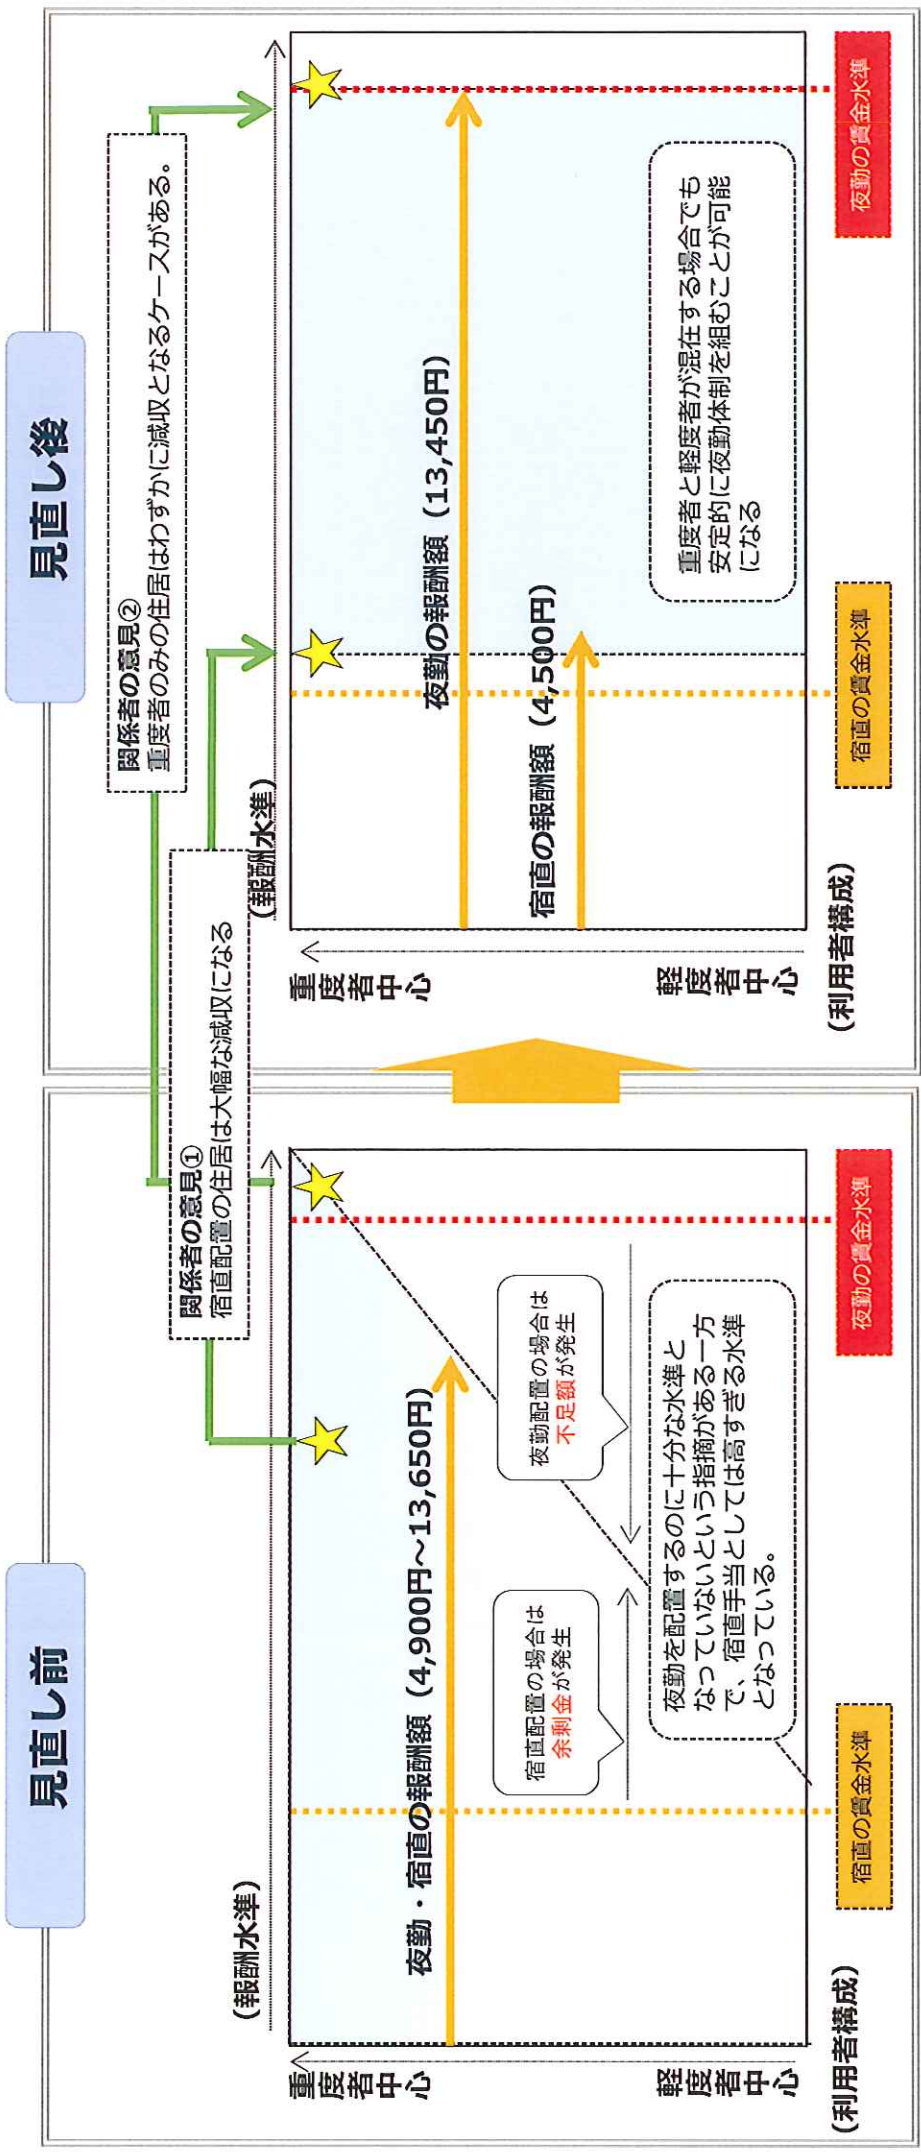 見直し前
(報酬水準)
重度者中心
軽度者中心
(利用者構成)
夜勤・宿直の報酬額（4,900円～13,650円）
宿直配置の場合は
余剰金が発生
夜勤配置の場合は
不足額が発生
夜勤を配置するのに十分な水準と
なっていないという指摘がある一方
で、宿直手当としては高すぎる水準
となっている。
宿直の賃金水準
夜勤の賃金水準
関係者の意見①
宿直配置の住居は大幅な減収になる
関係者の意見②
重度者のみの住居はわずかに減収となるケースがある。
見直し後
(報酬水準)
重度者中心
軽度者中心
(利用者構成)
夜勤の報酬額（13,450円）
宿直の報酬額（4,500円）
重度者と軽度者が混在する場合でも
安定的に夜勤体制を組むことが可能
になる
宿直の賃金水準
夜勤の賃金水準